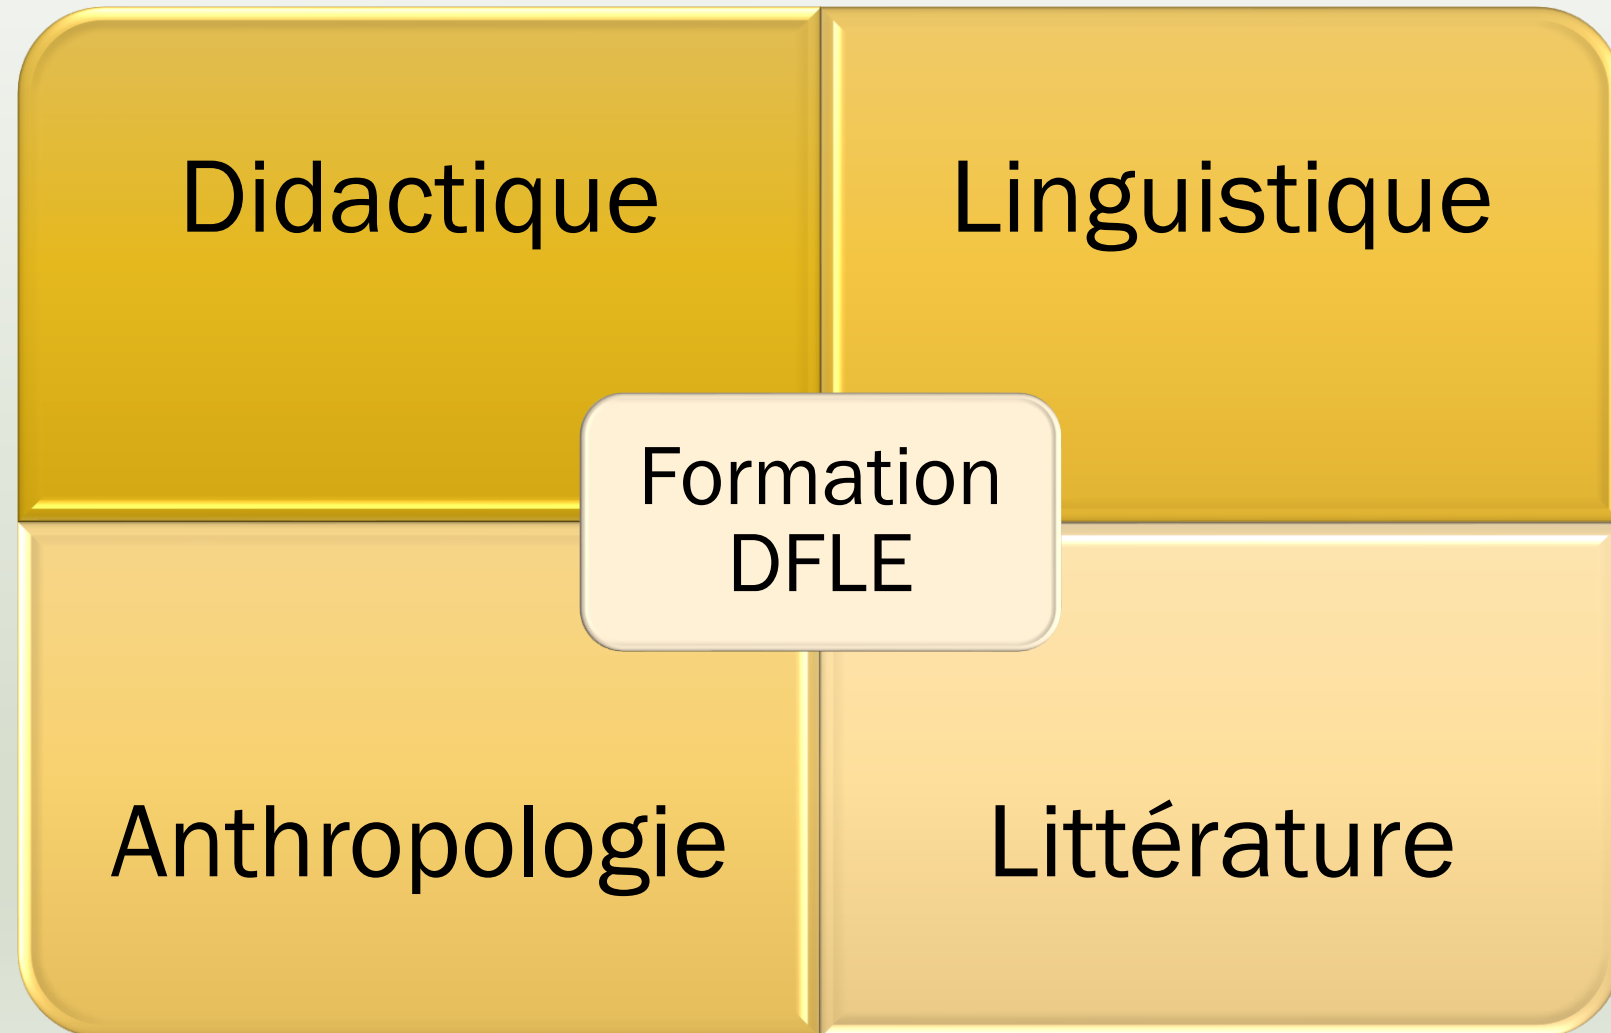 Didactique
Linguistique
Formation
DFLE
Anthropologie
Littérature